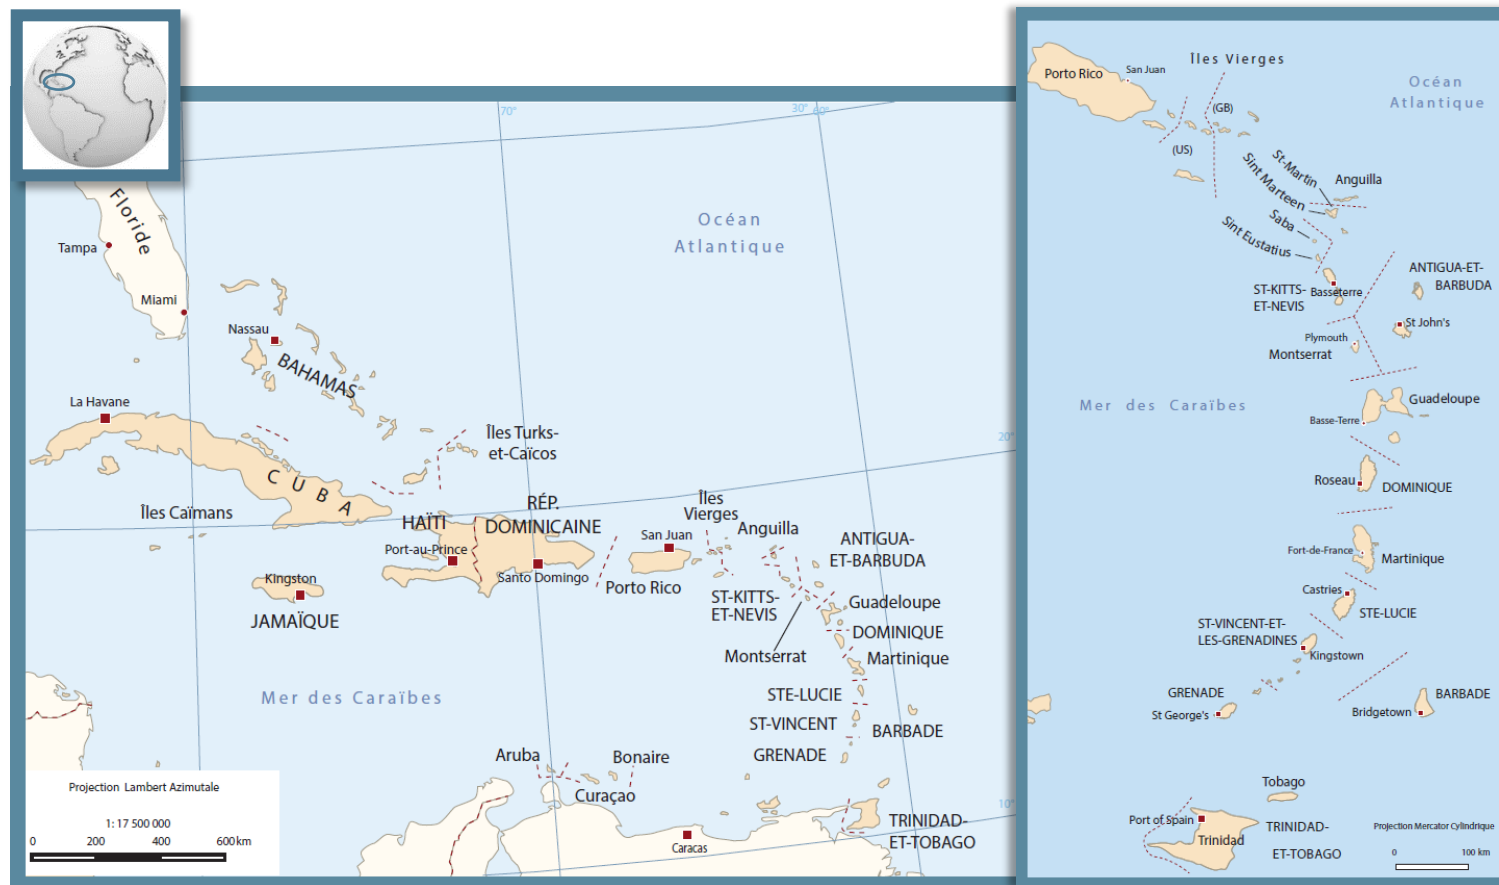 70°
30°
60°
Floride
Océan
Atlantique
Tampa
Miami
Nassau
BAHAMAS
La Havane
20°
Îles Turks-
et-Caïcos
CUBA
Îles Caïmans
HAÏTI
RÉP.
DOMINICAINE
Îles
Vierges
San Juan
Anguilla
ANTIGUA-
ET-BARBUDA
Port-au-Prince
Santo Domingo
Porto Rico
Kingston
JAMAÏQUE
ST-KITTS-
ET-NEVIS
Guadeloupe
DOMINIQUE
Montserrat
Martinique
Mer des Caraïbes
STE-LUCIE
ST-VINCENT
BARBADE
GRENADE
Aruba
Bonaire
Curaçao
10°
TRINIDAD-
ET-TOBAGO
Caracas
Projection Lambert Azimutale
1: 17 500 000
0 200 400 600 km
Îles Vierges
Porto Rico
San Juan
Océan
Atlantique
(GB)
(US)
St-Martin
Sint Marteen
Anguilla
Saba
Sint Eustatius
ANTIGUA-ET-
BARBUDA
ST-KITTS-
ET-NEVIS
Basseterre
St John's
Plymouth
Montserrat
Mer des Caraïbes
Guadeloupe
Basse-Terre
Roseau
DOMINIQUE
Fort-de-France
Martinique
Castries
STE-LUCIE
ST-VINCENT-ET-
LES-GRENADINES
Kingstown
GRENADE
St George's
BARBADE
Bridgetown
Tobago
Port of Spain
Trinidad
TRINIDAD-
ET-TOBAGO
Projection Mercator Cylindrique
0 100 km